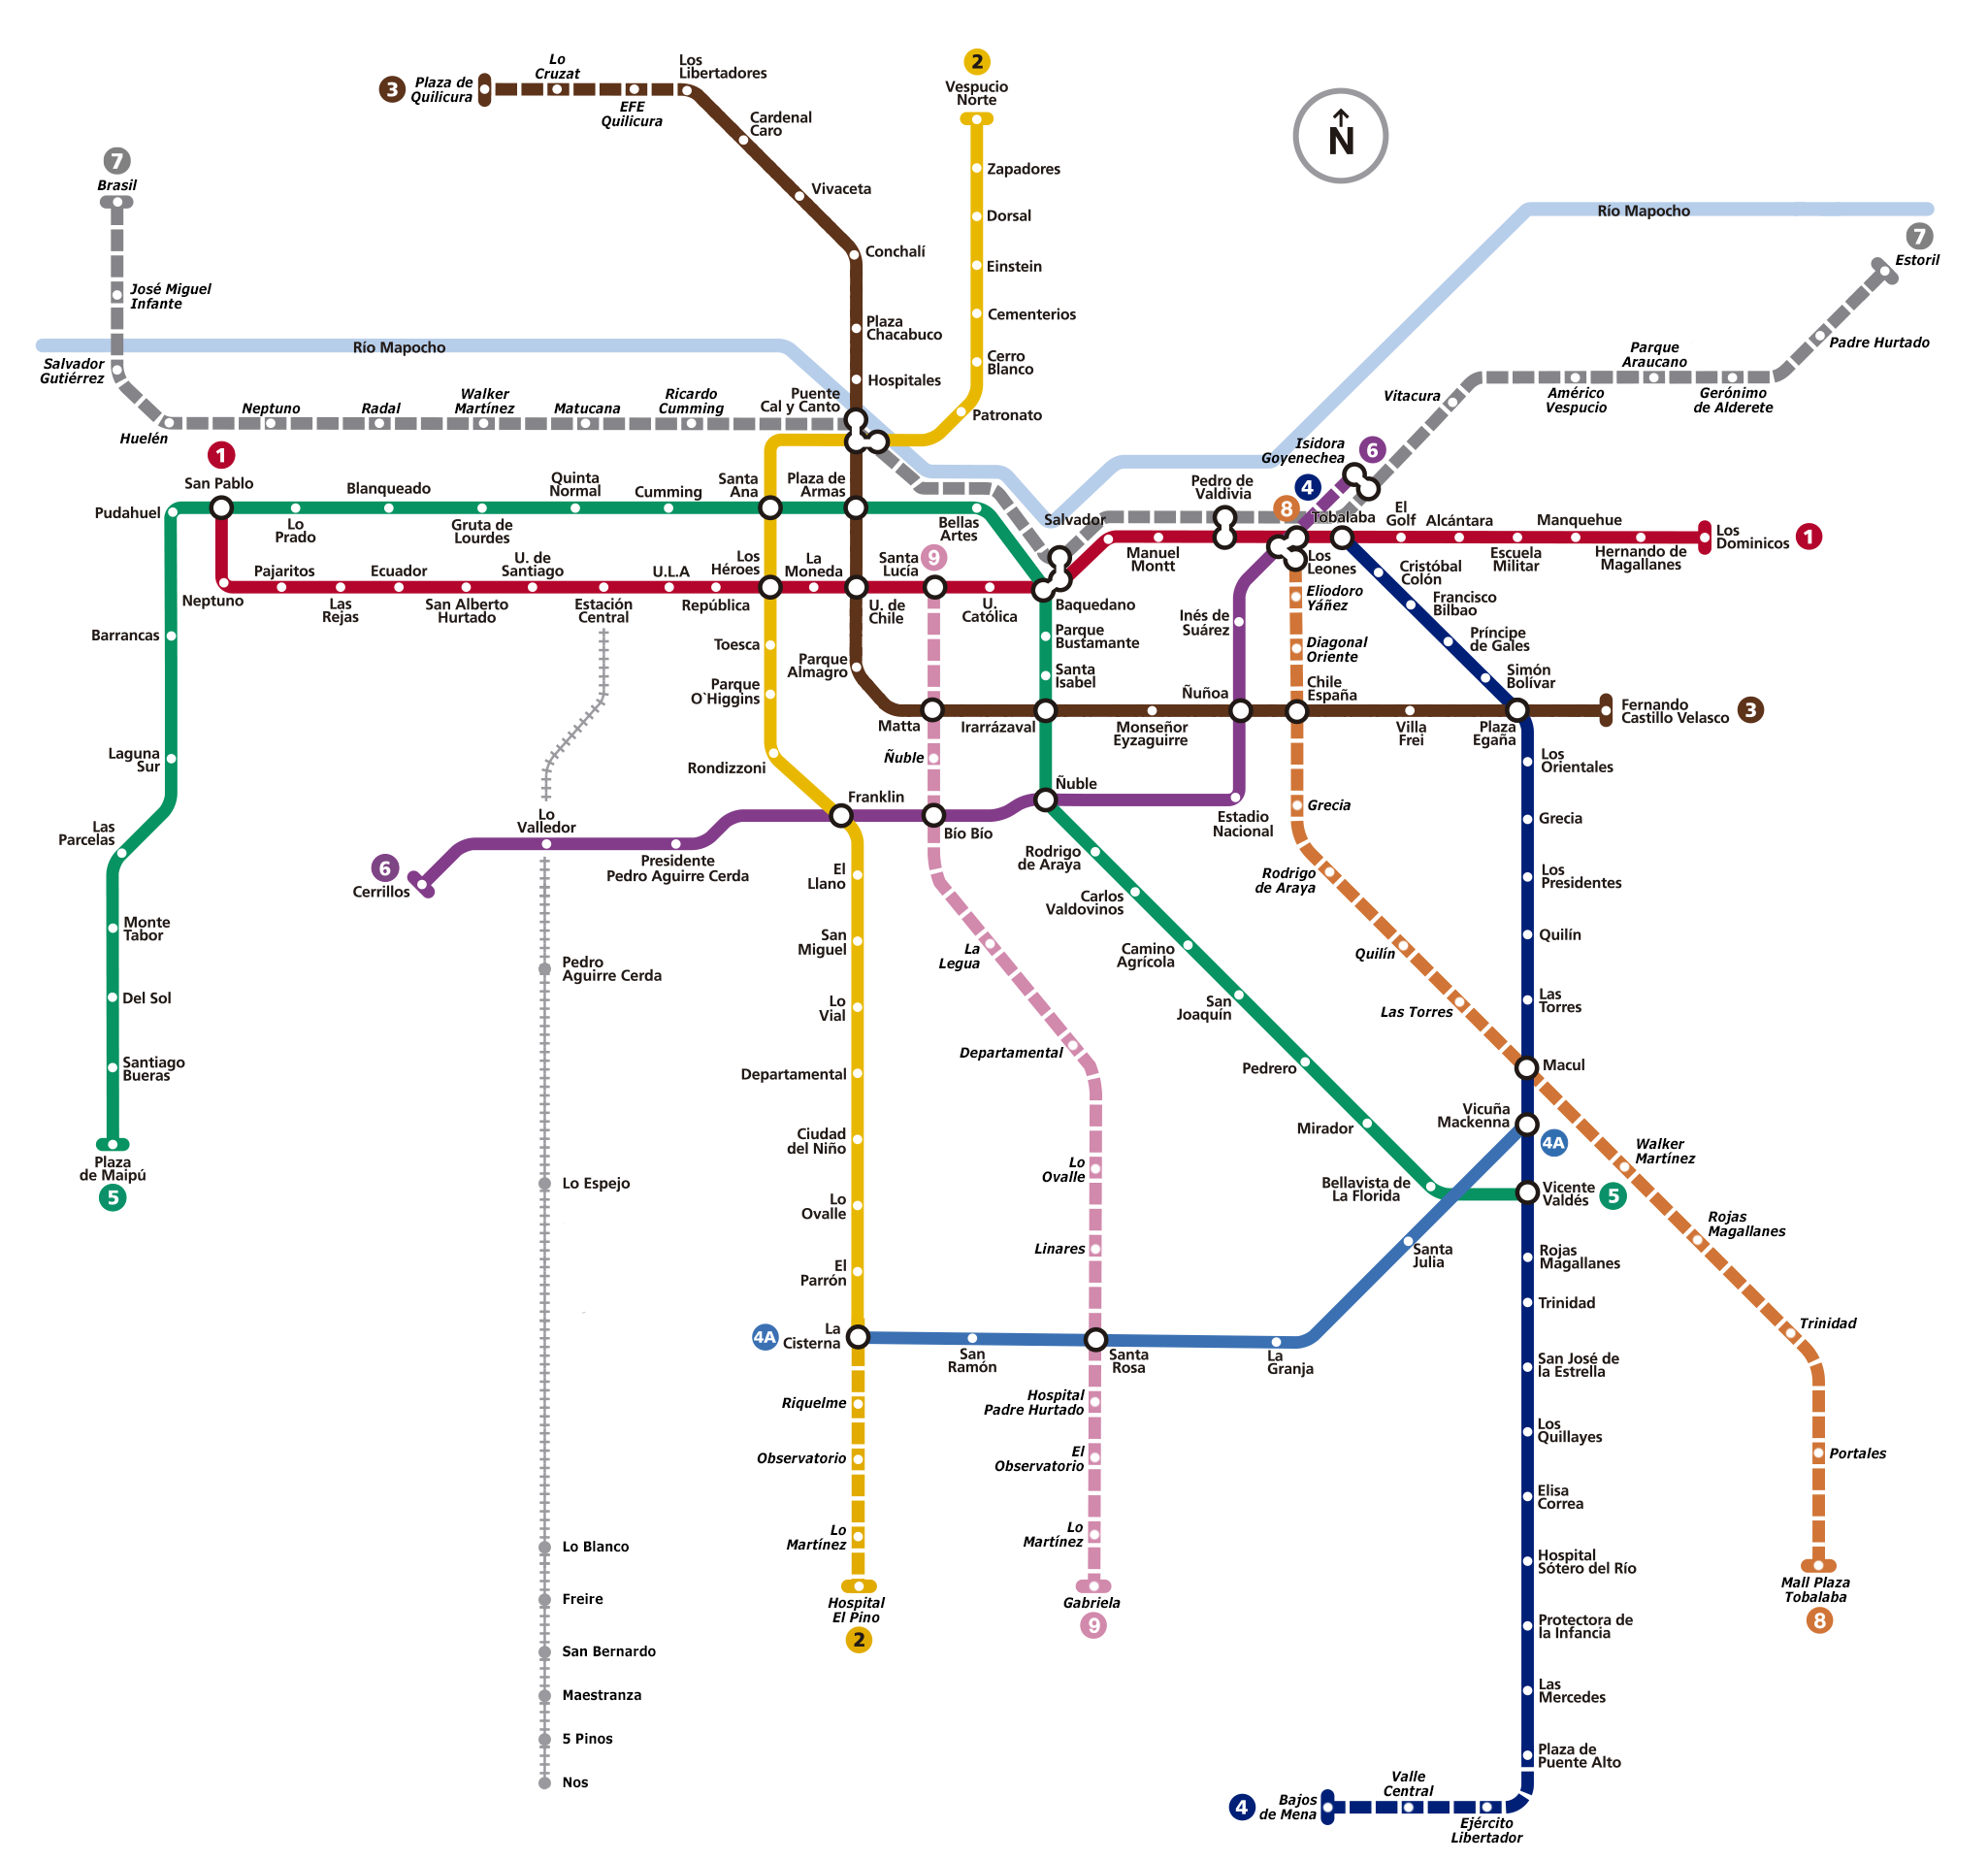 3
Plaza de
Quilicura
Lo
Cruzat
EFE
Quilicura
Los
Libertadores
Cardenal
Caro
Vivaceta
Conchalí
Plaza
Chacabuco
Hospitales
Puente
Cal y Canto
2
Vespucio
Norte
Zapadores
Dorsal
Einstein
Cementerios
Cerro
Blanco
Patronato
N
7
Brasil
José Miguel
Infante
Salvador
Gutiérrez
Río Mapocho
Huelén
Neptuno
Radal
Walker
Martínez
Matucana
Ricardo
Cumming
Río Mapocho
7
Estoril
Padre Hurtado
Parque
Araucano
Américo
Vespucio
Gerónimo
de Alderete
Vitacura
Isidora
Goyenechea
6
4
8
Pedro de
Valdivia
1
San Pablo
Pudahuel
Lo
Prado
Blanqueado
Gruta de
Lourdes
Quinta
Normal
Cumming
Santa
Ana
Plaza de
Armas
Bellas
Artes
Salvador
Manuel
Montt
Tobalaba
El
Golf
Alcántara
Escuela
Militar
Manquehue
Hernando de
Magallanes
Los
Dominicos
1
Los
Leones
Neptuno
Pajaritos
Las
Rejas
Ecuador
San Alberto
Hurtado
U. de
Santiago
Estación
Central
U.L.A
República
Los
Héroes
La
Moneda
U. de
Chile
Santa
Lucía
9
U.
Católica
Baquedano
Cristóbal
Colón
Francisco
Bilbao
Príncipe
de Gales
Simón
Bolívar
Eliodoro
Yáñez
Diagonal
Oriente
Chile
España
Inés de
Suárez
Ñuñoa
Parque
Bustamante
Santa
Isabel
Barrancas
Laguna
Sur
Las
Parcelas
Monte
Tabor
Del Sol
Santiago
Bueras
Plaza
de Maipú
5
Toesca
Parque
O`Higgins
Rondizzoni
Parque
Almagro
Matta
Irarrázaval
Monseñor
Eyzaguirre
Villa
Frei
Plaza
Egaña
Fernando
Castillo Velasco
3
Ñuble
Ñuble
Franklin
Bío Bío
Estadio
Nacional
Grecia
Lo
Valledor
Presidente
Pedro Aguirre Cerda
6
Cerrillos
Los
Orientales
Grecia
Los
Presidentes
Quilín
Las
Torres
Macul
Vicuña
Mackenna
4A
Vicente
Valdés
5
Rodrigo
de Araya
Carlos
Valdovinos
Camino
Agrícola
San
Joaquín
Pedrero
Mirador
Bellavista de
La Florida
Rodrigo
de Araya
Quilín
Las Torres
Walker
Martínez
Rojas
Magallanes
Trinidad
Portales
Mall Plaza
Tobalaba
8
El
Llano
San
Miguel
Lo
Vial
Departamental
Ciudad
del Niño
Lo
Ovalle
El
Parrón
4A
La
Cisterna
San
Ramón
Santa
Rosa
La
Granja
Santa
Julia
La
Legua
Departamental
Lo
Ovalle
Linares
Hospital
Padre Hurtado
El
Observatorio
Lo
Martínez
Gabriela
9
Riquelme
Observatorio
Lo
Martínez
Hospital
El Pino
2
Pedro
Aguirre Cerda
Lo Espejo
Lo Blanco
Freire
San Bernardo
Maestranza
5 Pinos
Nos
Rojas
Magallanes
Trinidad
San José de
la Estrella
Los
Quillayes
Elisa
Correa
Hospital
Sótero del Río
Protectora de
la Infancia
Las
Mercedes
Plaza de
Puente Alto
4
Bajos
de Mena
Valle
Central
Ejército
Libertador